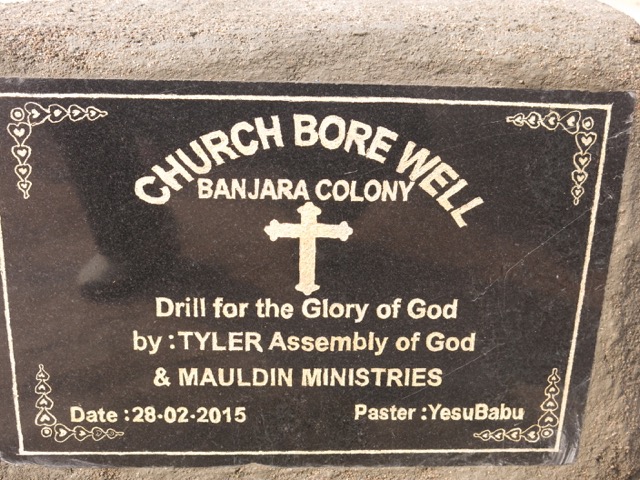 CHURCH BORE WELL
BANJARA COLONY
Drill for the Glory of God
by : TYLER Assembly of God
& MAULDIN MINISTRIES
Date : 28-02-2015 Paster : YesuBabu